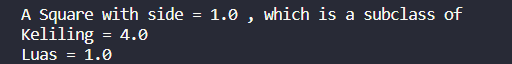 A Square with side = 1.0 , which is a subclass of
Keliling = 4.0
Luas = 1.0